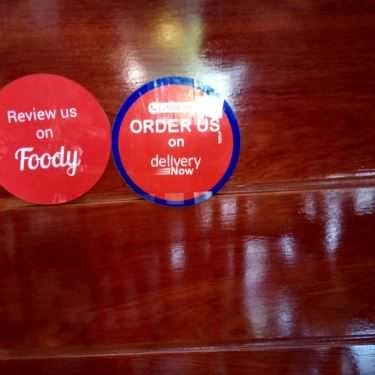 Review us
on
Foody
ORDER US
on
delivery
Now